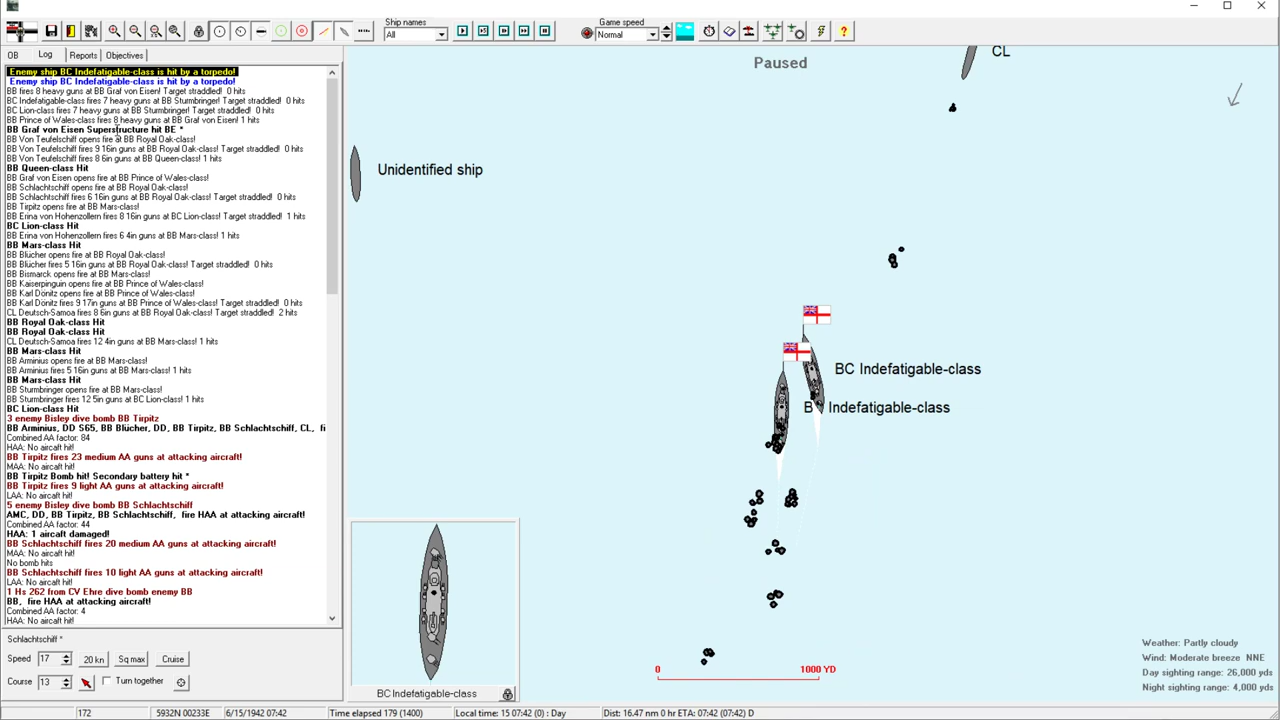 Ship names
All
Game speed
Normal
OB
Log
Reports
Objectives
Enemy ship BC Indefatigable-class is hit by a torpedo!
Enemy ship BC Indefatigable-class is hit by a torpedo!
BB fires 8 heavy guns at BB Graf von Eisen! Target straddled!  0 hits
BC Indefatigable-class fires 7 heavy guns at BB Sturmbringer! Target straddled!  0 hits
BC Lion-class fires 7 heavy guns at BB Sturmbringer! Target straddled!  0 hits
BB Prince of Wales-class fires 8 heavy guns at BB Graf von Eisen! 1 hits
BB Graf von Eisen Superstructure hit BE *
BB Von Teufelschiff opens fire at BB Royal Oak-class!
BB Von Teufelschiff fires 9 16in guns at BB Royal Oak-class! Target straddled!  0 hits
BB Von Teufelschiff fires 8 6in guns at BB Queen-class! 1 hits
BB Queen-class Hit
BB Graf von Eisen opens fire at BB Prince of Wales-class!
BB Schlachtschiff opens fire at BB Royal Oak-class!
BB Schlachtschiff fires 6 16in guns at BB Royal Oak-class! Target straddled!  0 hits
BB Tirpitz opens fire at BB Mars-class!
BB Erina von Hohenzollern fires 8 16in guns at BC Lion-class! Target straddled!  1 hits
BC Lion-class Hit
BB Erina von Hohenzollern fires 6 4in guns at BB Mars-class! 1 hits
BB Mars-class Hit
BB Blücher opens fire at BB Royal Oak-class!
BB Blücher fires 5 16in guns at BB Royal Oak-class! Target straddled!  0 hits
BB Bismarck opens fire at BB Mars-class!
BB Kaiserpinguin opens fire at BB Prince of Wales-class!
BB Karl Dönitz opens fire at BB Prince of Wales-class!
BB Karl Dönitz fires 9 17in guns at BB Prince of Wales-class! Target straddled!  0 hits
CL Deutsch-Samoa fires 8 6in guns at BB Royal Oak-class! Target straddled!  2 hits
BB Royal Oak-class Hit
BB Royal Oak-class Hit
CL Deutsch-Samoa fires 12 4in guns at BB Mars-class! 1 hits
BB Mars-class Hit
BB Arminius opens fire at BB Mars-class!
BB Arminius fires 5 16in guns at BB Mars-class! 1 hits
BB Mars-class Hit
BB Sturmbringer opens fire at BB Mars-class!
BB Sturmbringer fires 12 5in guns at BC Lion-class! 1 hits
BC Lion-class Hit
3 enemy Bisley dive bomb BB Tirpitz
BB Arminius, DD S65, BB Blücher, DD, BB Tirpitz, BB Schlachtschiff, CL,  fi
Combined AA factor: 84
HAA: No aircaft hit!
BB Tirpitz fires 23 medium AA guns at attacking aircraft!
MAA: No aircaft hit!
BB Tirpitz Bomb hit! Secondary battery hit *
BB Tirpitz fires 9 light AA guns at attacking aircraft!
LAA: No aircaft hit!
5 enemy Bisley dive bomb BB Schlachtschiff
AMC, DD, BB Tirpitz, BB Schlachtschiff,  fire HAA at attacking aircraft!
Combined AA factor: 44
HAA: 1 aircaft damaged!
BB Schlachtschiff fires 20 medium AA guns at attacking aircraft!
MAA: No aircaft hit!
No bomb hits
BB Schlachtschiff fires 10 light AA guns at attacking aircraft!
LAA: No aircaft hit!
1 Hs 262 from CV Ehre dive bomb enemy BB
BB,  fire HAA at attacking aircraft!
Combined AA factor: 4
HAA: No aircaft hit!
Schlachtschiff *
Speed 17 20 kn Sq max Cruise
Course 13 Turn together
Paused
CL
Unidentified ship
BC Indefatigable-class
B Indefatigable-class
BC Indefatigable-class
0 1000 YD
Weather: Partly cloudy
Wind: Moderate breeze  NNE
Day sighting range: 26,000 yds
Night sighting range: 4,000 yds
172
5932N 00233E
6/15/1942 07:42
Time elapsed 179 (1400)
Local time: 15 07:42 (0) : Day
Dist: 16.47 nm 0 hr ETA: 07:42 (07:42) D